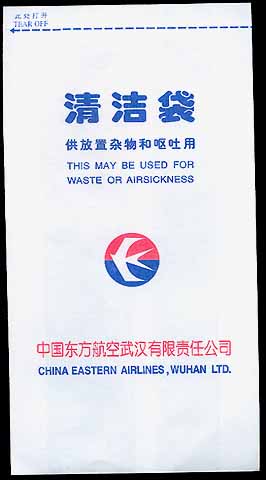 此处打开
TEAR OFF
清洁袋
供放置杂物和呕吐用
THIS MAY BE USED FOR
WASTE OR AIRSICKNESS
中国东方航空武汉有限责任公司
CHINA EASTERN AIRLINES, WUHAN LTD.